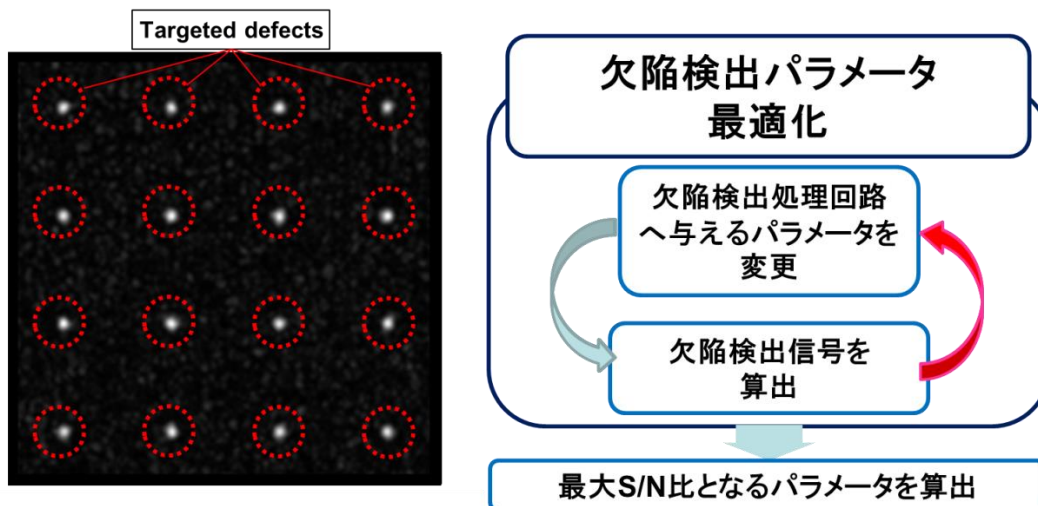 Targeted defects
欠陥検出パラメータ
最適化
欠陥検出処理回路
へ与えるパラメータを
変更
欠陥検出信号を
算出
最大S/N比となるパラメータを算出